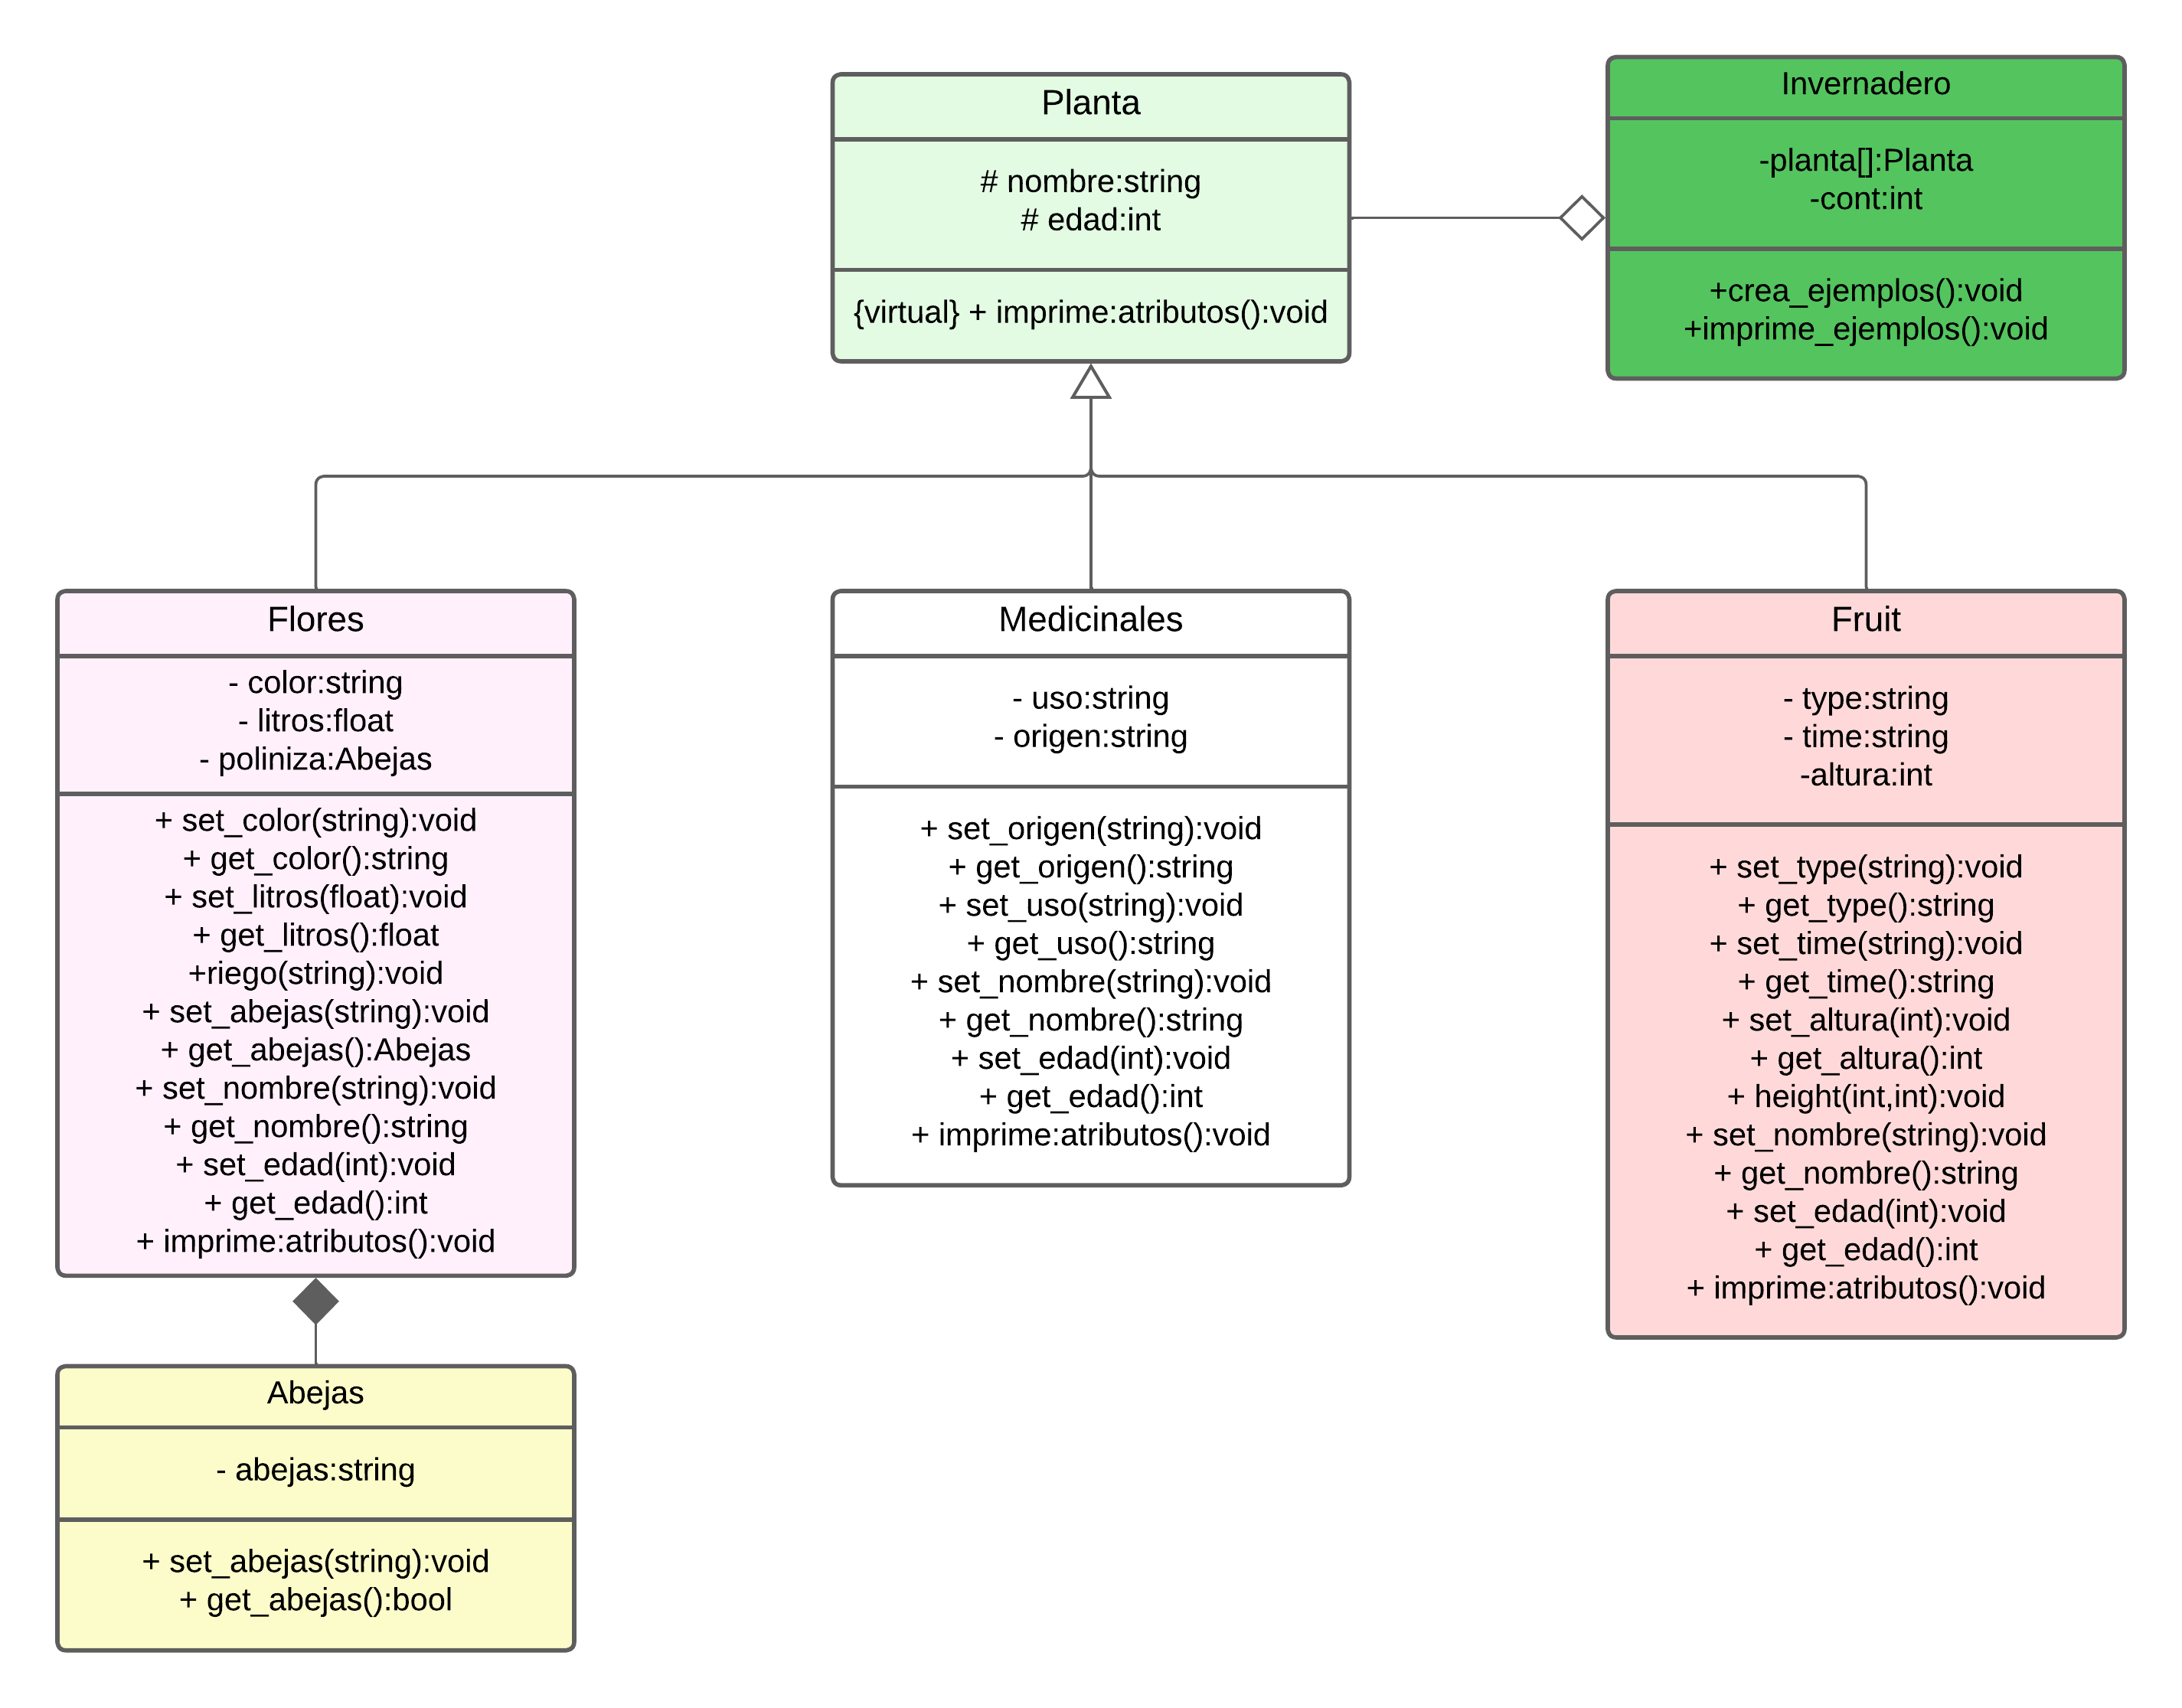 Planta
# nombre:string
# edad:int
{virtual} + imprime:atributos():void
Invernadero
-planta[]:Planta
-cont:int
+crea_ejemplos():void
+imprime_ejemplos():void
Flores
- color:string
- litros:float
- poliniza:Abejas
+ set_color(string):void
+ get_color():string
+ set_litros(float):void
+ get_litros():float
+riego(string):void
+ set_abejas(string):void
+ get_abejas():Abejas
+ set_nombre(string):void
+ get_nombre():string
+ set_edad(int):void
+ get_edad():int
+ imprime:atributos():void
Medicinales
- uso:string
- origen:string
+ set_origen(string):void
+ get_origen():string
+ set_uso(string):void
+ get_uso():string
+ set_nombre(string):void
+ get_nombre():string
+ set_edad(int):void
+ get_edad():int
+ imprime:atributos():void
Fruit
- type:string
- time:string
-altura:int
+ set_type(string):void
+ get_type():string
+ set_time(string):void
+ get_time():string
+ set_altura(int):void
+ get_altura():int
+ height(int,int):void
+ set_nombre(string):void
+ get_nombre():string
+ set_edad(int):void
+ get_edad():int
+ imprime:atributos():void
Abejas
- abejas:string
+ set_abejas(string):void
+ get_abejas():bool